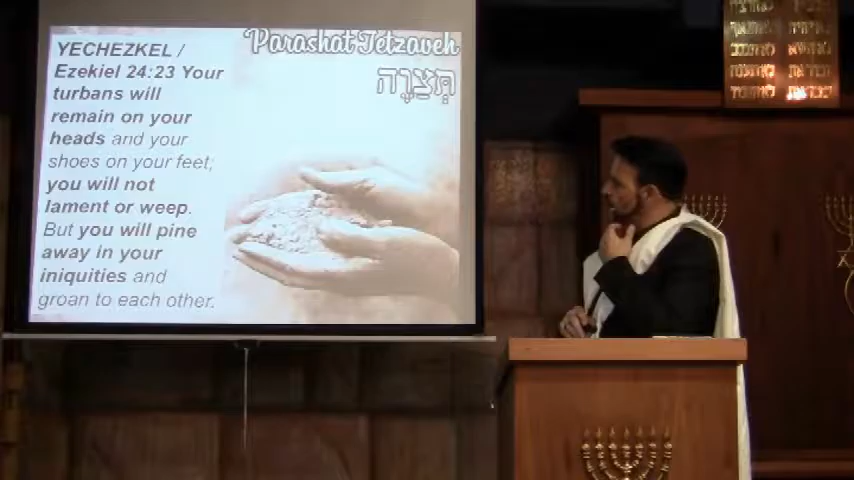 Parashat Tetzaveh
תְּצַוֶּה
YECHEZKEL /
Ezekiel 24:23 Your
turbans will
remain on your
heads and your
shoes on your feet;
you will not
lament or weep.
But you will pine
away in your
iniquities and
groan to each other.